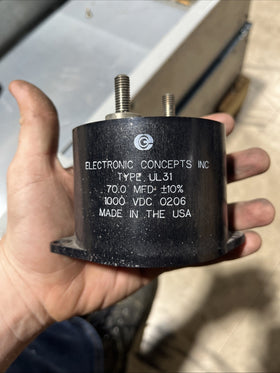 ELECTRONIC CONCEPTS INC
TYPE UL31
70.0 MFD ±10%
1000 VDC 0206
MADE IN THE USA